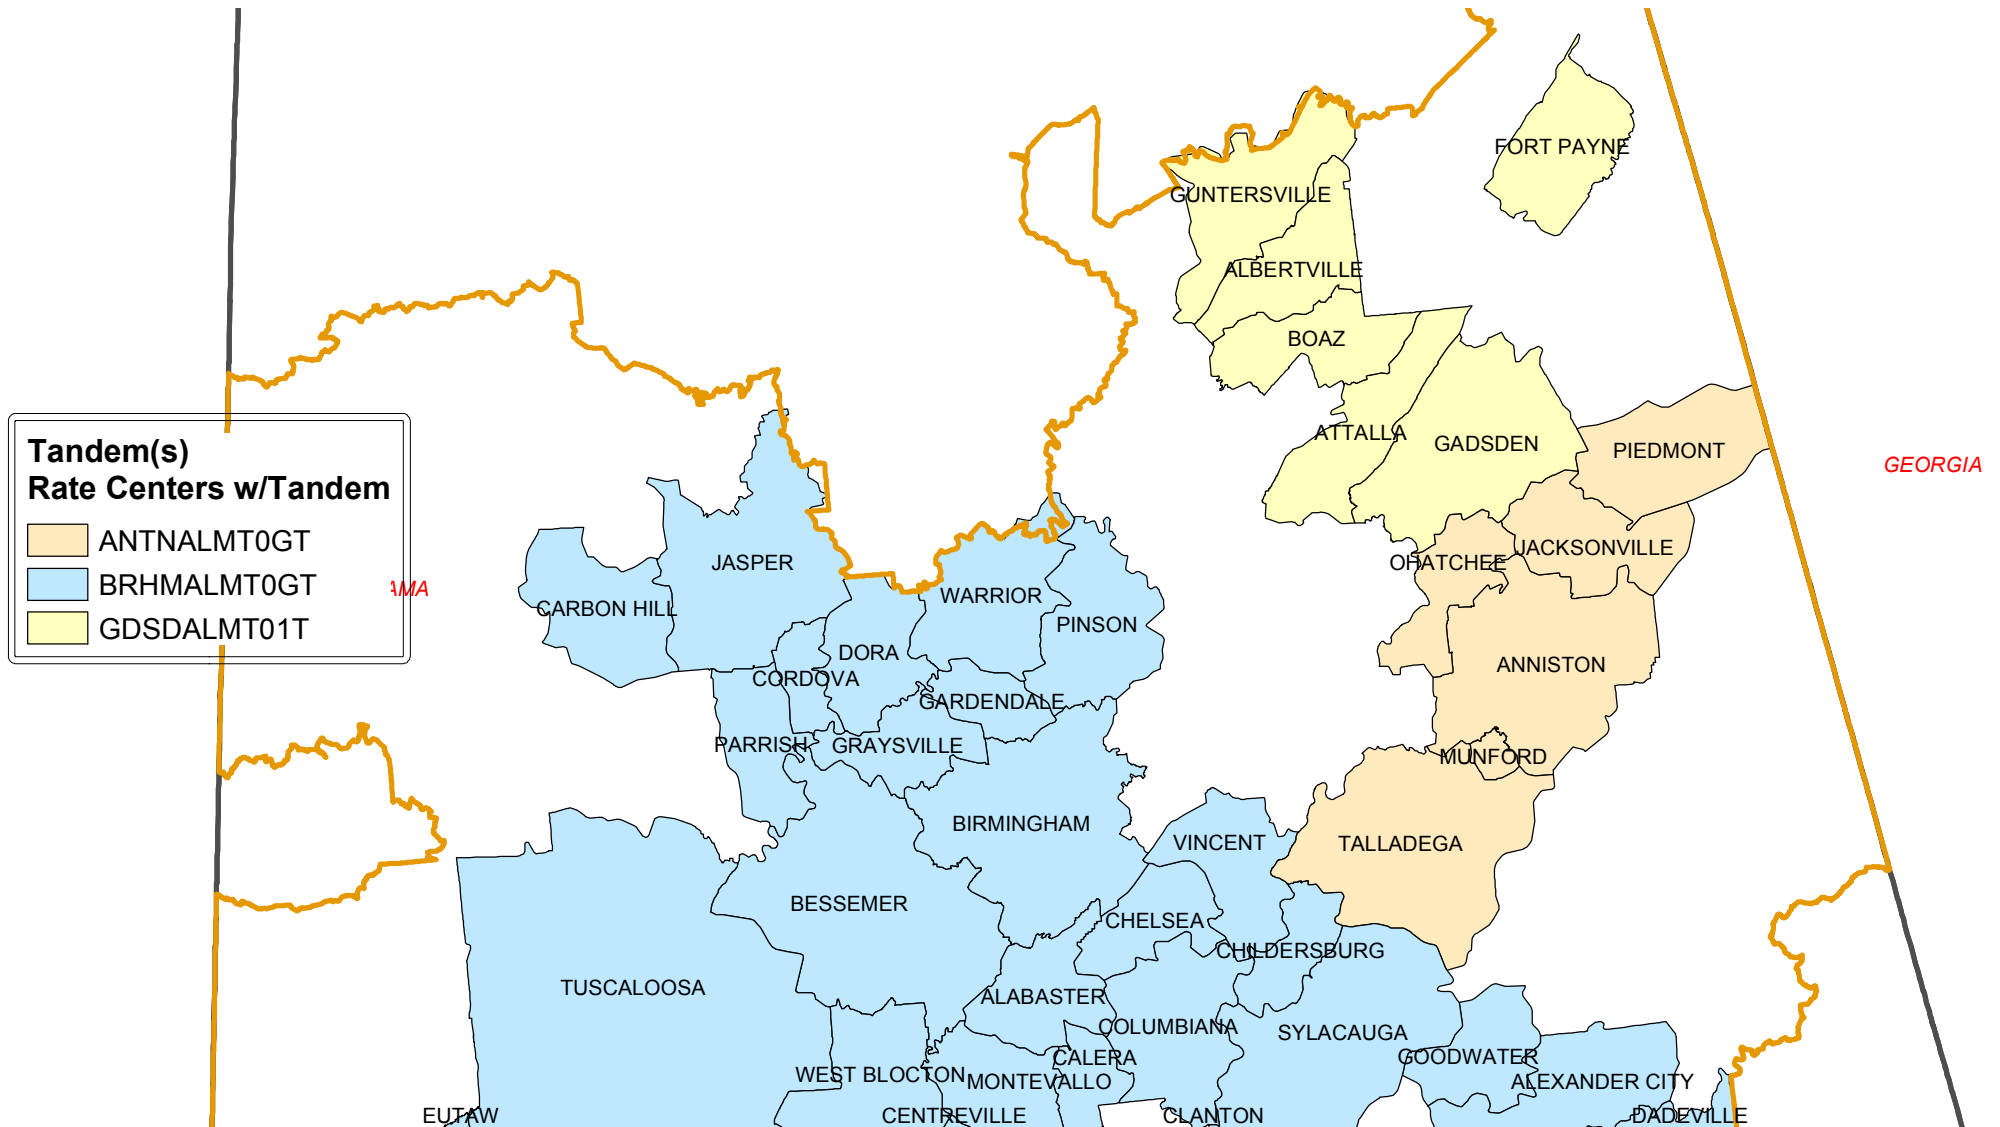 FORT PAYNE
GUNTERSVILLE
ALBERTVILLE
BOAZ
ATTALLA
GADSDEN
PIEDMONT
GEORGIA
Tandem(s)
Rate Centers w/Tandem
ANTNALMT0GT
BRHMALMT0GT
GDSDALMT01T
AMA
JASPER
OHATCHEE
JACKSONVILLE
CARBON HILL
WARRIOR
PINSON
DORA
ANNISTON
CORDOVA
GARDENDALE
PARRISH
GRAYSVILLE
MUNFORD
BIRMINGHAM
VINCENT
TALLADEGA
BESSEMER
CHELSEA
CHILDERSBURG
TUSCALOOSA
ALABASTER
COLUMBIANA
SYLACAUGA
CALERA
GOODWATER
WEST BLOCTON
MONTEVALLO
ALEXANDER CITY
EUTAW
CENTREVILLE
CLANTON
DADEVILLE